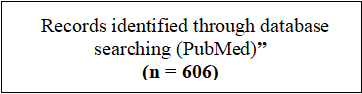 Records identified through database
searching (PubMed)”
(n = 606)